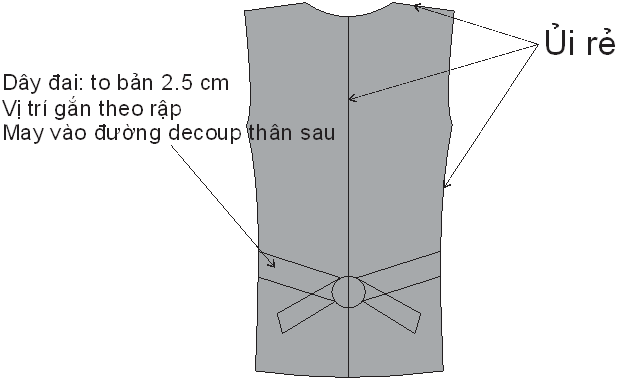 Ủi rẻ
Dây đai: to bản 2.5 cm
Vị trí gắn theo rập
May vào đường decoup thân sau